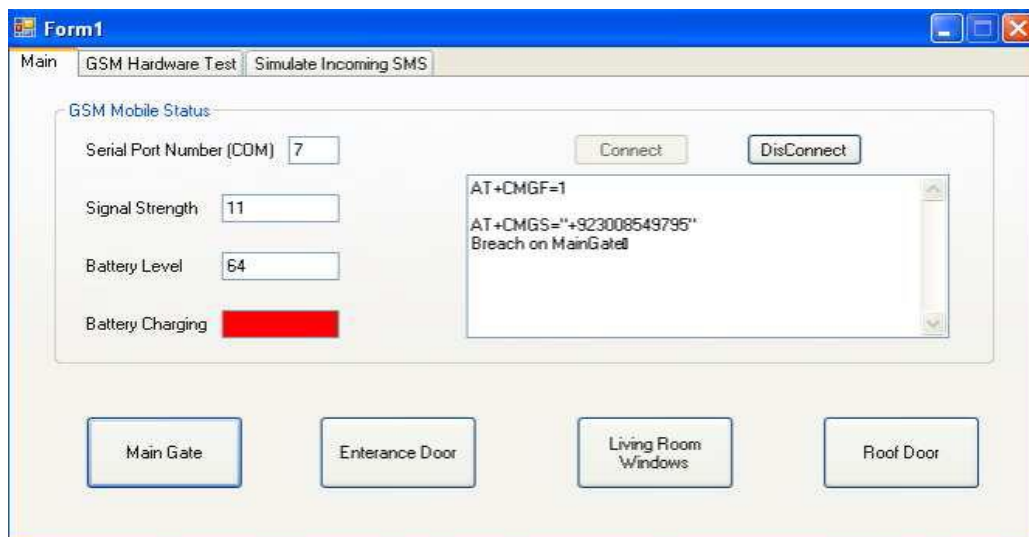 Form1
Main
GSM Hardware Test
Simulate Incoming SMS
GSM Mobile Status
Serial Port Number (COM)
7
Connect
DisConnect
Signal Strength
11
Battery Level
64
Battery Charging
AT+CMGF=1
AT+CMGS="+923008549795"
Breach on MainGate
Main Gate
Enterance Door
Living Room
Windows
Roof Door